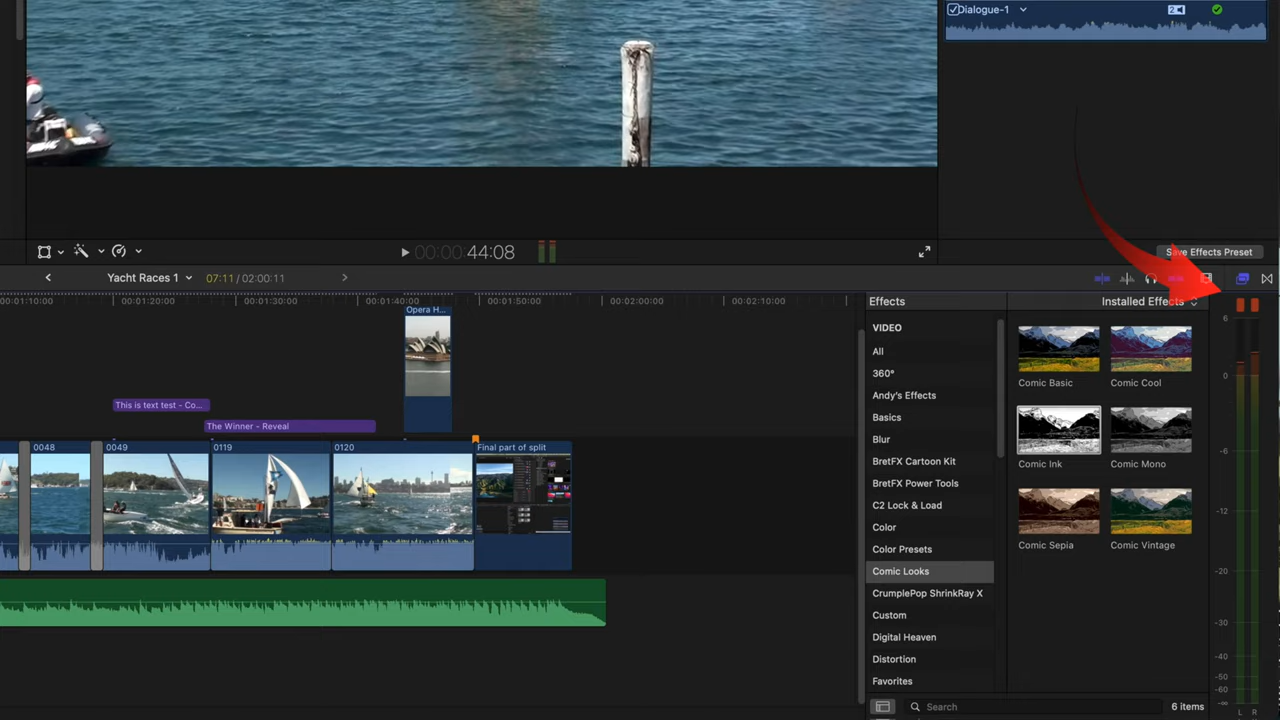 Dialogue-1
2
00:00:00:44:08
Save Effects Preset
Yacht Races 1
07:11 / 02:00:11
00:01:10:00
00:01:20:00
00:01:30:00
00:01:40:00
00:01:50:00
00:02:00:00
00:02:10:00
Opera H...
This is text test - Co...
The Winner - Reveal
0048
0049
0119
0120
Final part of split
Effects
Installed Effects
VIDEO
All
360°
Andy's Effects
Basics
Blur
BretFX Cartoon Kit
BretFX Power Tools
C2 Lock & Load
Color
Color Presets
Comic Looks
CrumplePop ShrinkRay X
Custom
Digital Heaven
Distortion
Favorites
Comic Basic
Comic Cool
Comic Ink
Comic Mono
Comic Sepia
Comic Vintage
Search
6 items
6
0
-6
-12
-20
-30
-40
-50
-60
-∞
L R